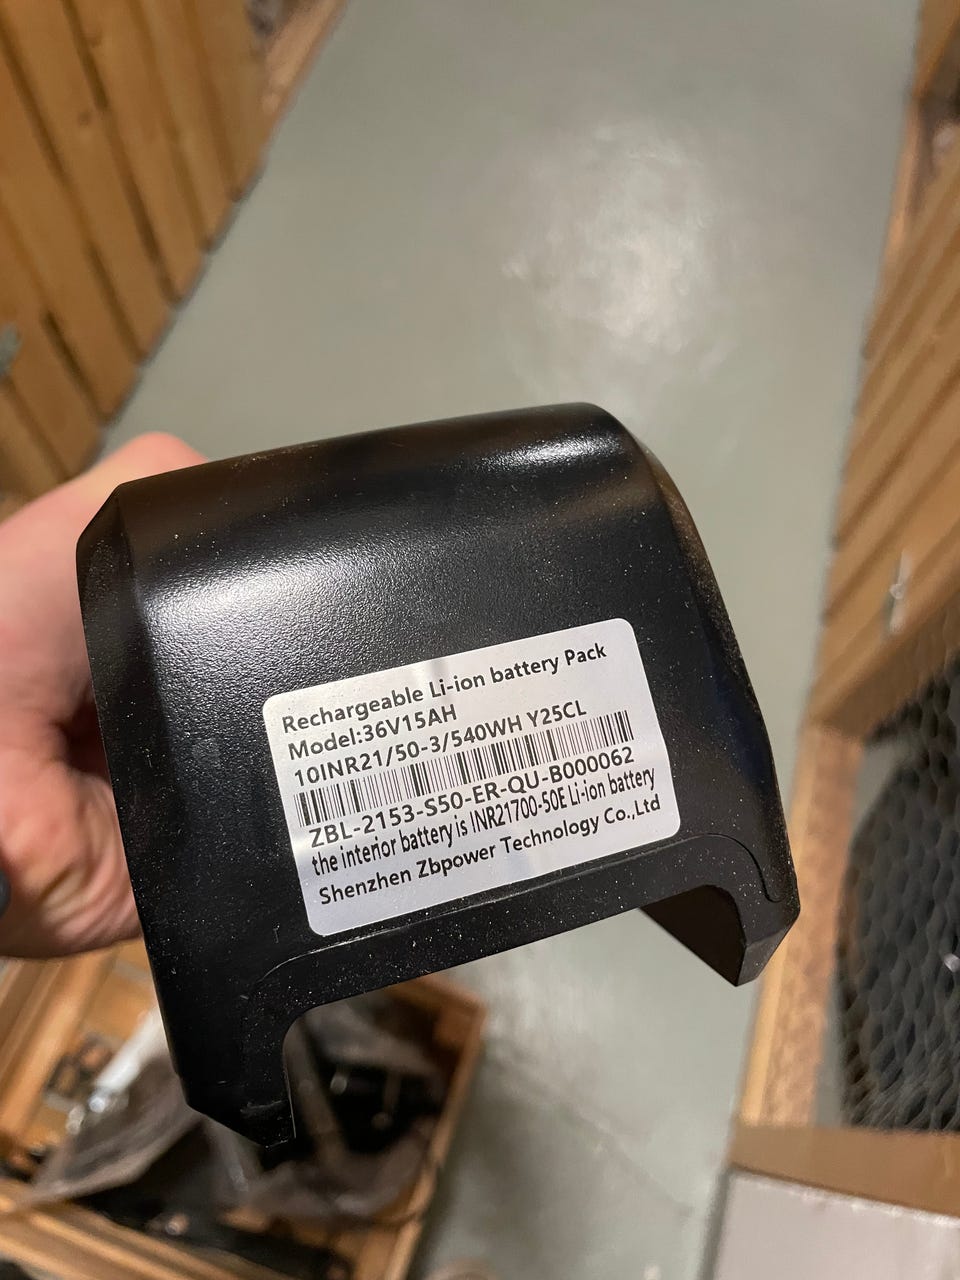 Rechargeable Li-ion battery Pack
Model:36V15AH
10INR21/50-3/540WH Y25CL
ZBL-2153-S50-ER-QU-B000062
the interior battery is INR21700-50E Li-ion battery
Shenzhen Zbpower Technology Co.,Ltd